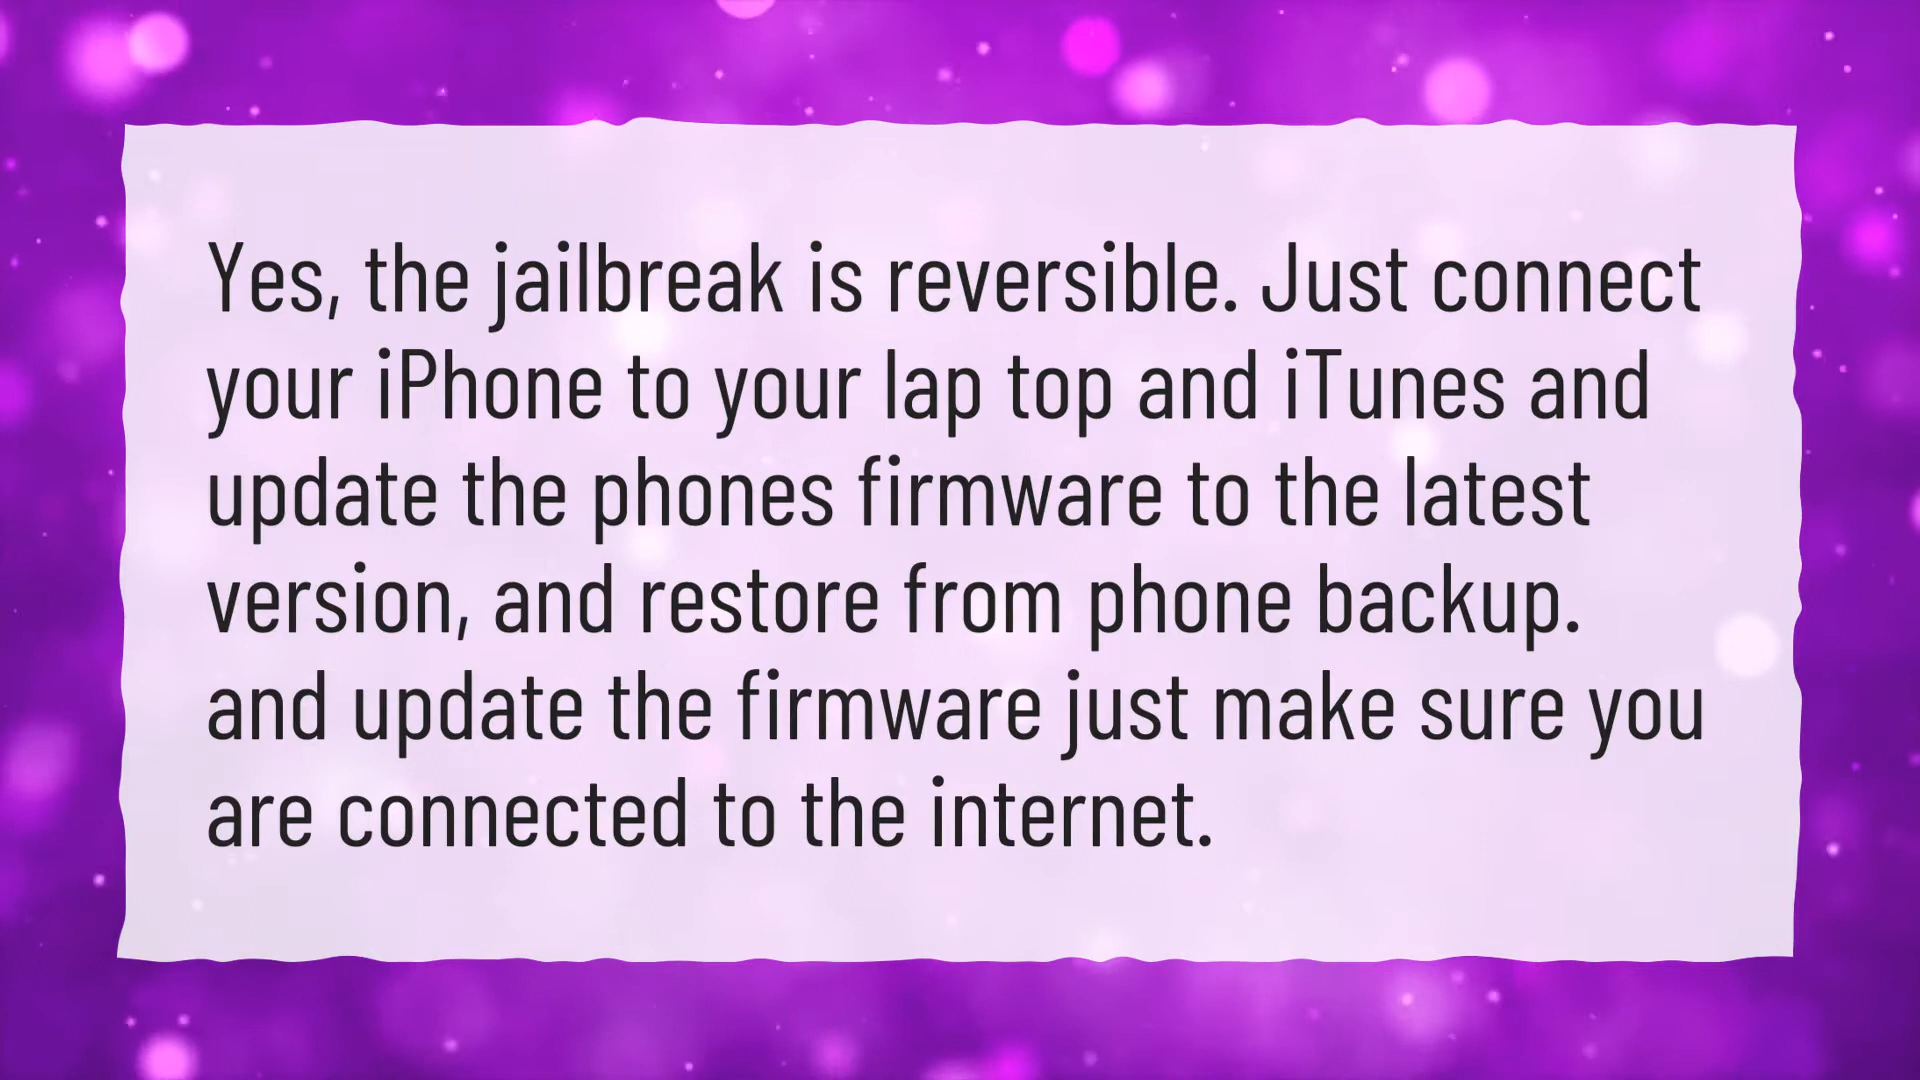 Yes, the jailbreak is reversible. Just connect
your iPhone to your lap top and iTunes and
update the phones firmware to the latest
version, and restore from phone backup.
and update the firmware just make sure you
are connected to the internet.